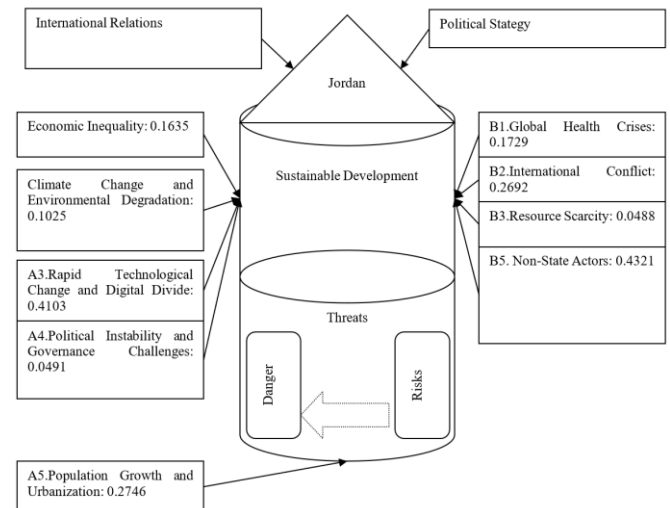 International Relations
Political Stategy
Jordan
Economic Inequality: 0.1635
Climate Change and
Environmental Degradation:
0.1025
A3.Rapid Technological
Change and Digital Divide:
0.4103
A4.Political Instability and
Governance Challenges:
0.0491
A5.Population Growth and
Urbanization: 0.2746
Sustainable Development
Threats
Danger
Risks
B1.Global Health Crises:
0.1729
B2.International Conflict:
0.2692
B3.Resource Scarcity: 0.0488
B5. Non-State Actors: 0.4321